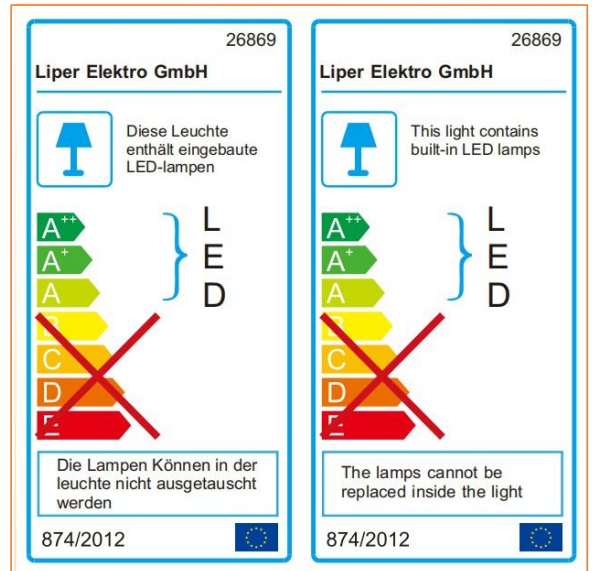 26869
Liper Elektro GmbH
Diese Leuchte
enthält eingebaute
LED-lampen
A++
A+
A
B
C
D
E
L
E
D
Die Lampen Können in der
leuchte nicht ausgetauscht
werden
874/2012
26869
Liper Elektro GmbH
This light contains
built-in LED lamps
A++
A+
A
B
C
D
E
L
E
D
The lamps cannot be
replaced inside the light
874/2012